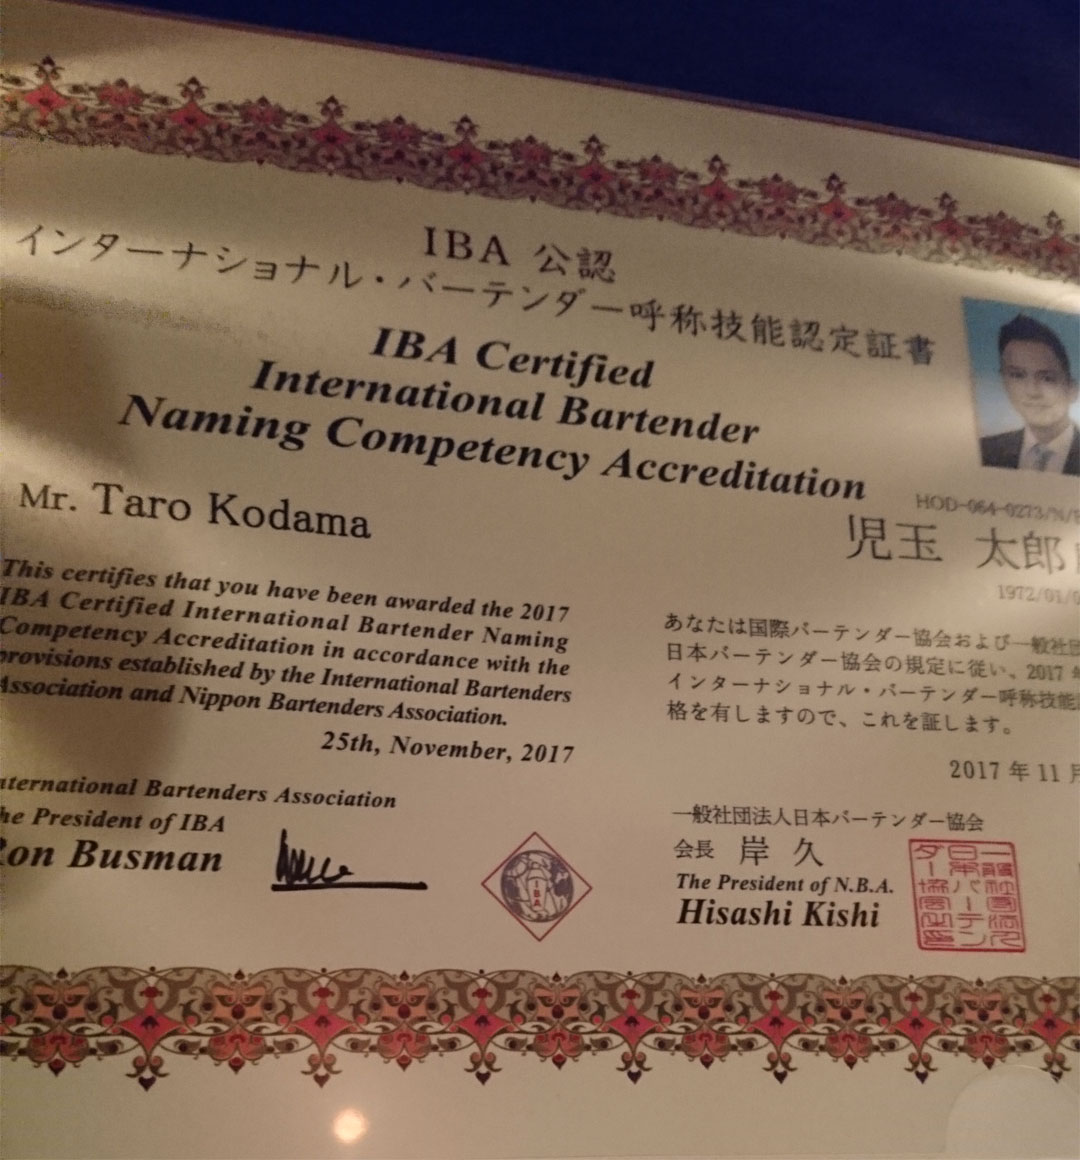 IBA 公認
インターナショナル・バーテンダー呼称技能認定証書
IBA Certified
International Bartender
Naming Competency Accreditation
Mr. Taro Kodama
This certifies that you have been awarded the 2017
IBA Certified International Bartender Naming
Competency Accreditation in accordance with the
provisions established by the International Bartenders
Association and Nippon Bartenders Association.
25th, November, 2017
International Bartenders Association
The President of IBA
Ron Busman
IBA
HOD-064-0273/N/
児玉 太郎
1972/01/0
あなたは国際バーテンダー協会および一般社団
日本バーテンダー協会の規定に従い、2017
インターナショナル・バーテンダー呼称技能
格を有しますので、これを証します。
2017 年 11 月
一般社団法人日本バーテンダー協会
会長 岸 久
The President of N.B.A.
Hisashi Kishi